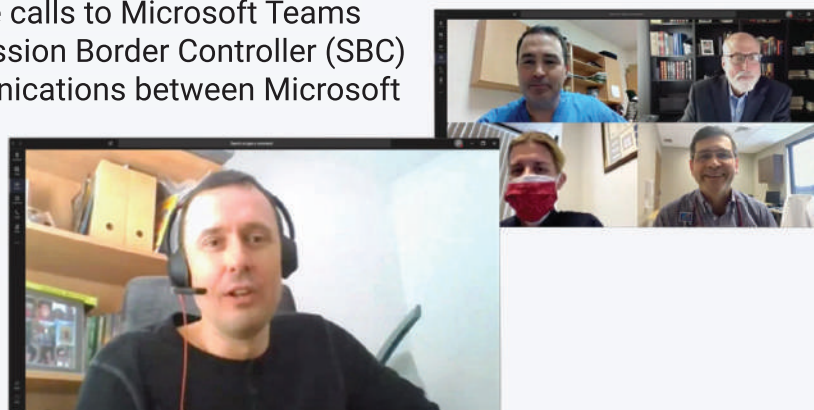 e calls to Microsoft Teams
ssion Border Controller (SBC)
nications between Microsoft